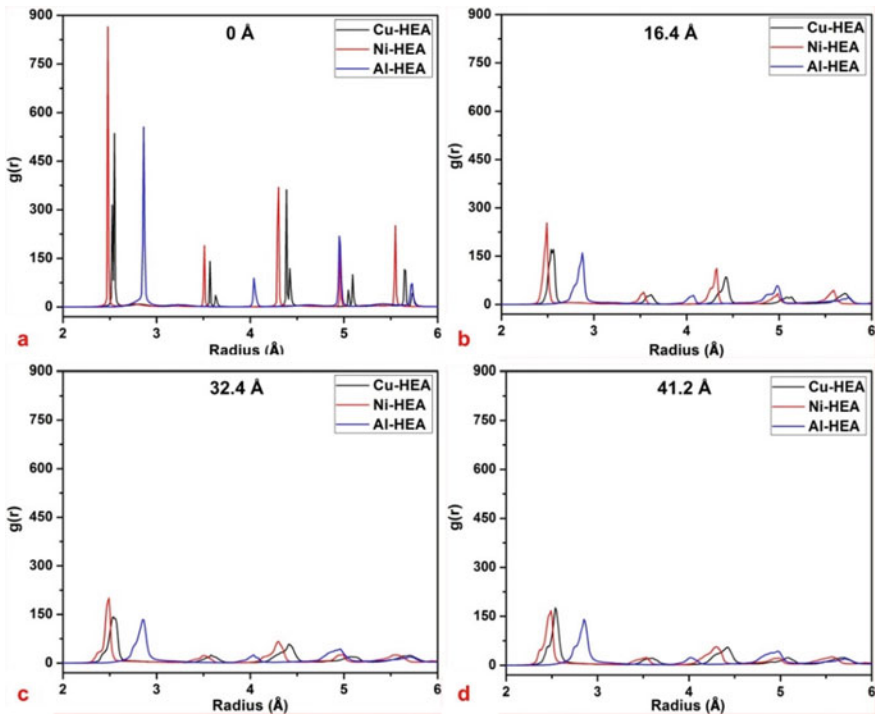 900
750
600
450
300
150
0
g(r)
0 Å
Cu-HEA
Ni-HEA
Al-HEA
2 3 4 5 6
Radius (Å)
a
900
750
600
450
300
150
0
g(r)
16.4 Å
Cu-HEA
Ni-HEA
Al-HEA
2 3 4 5 6
Radius (Å)
b
900
750
600
450
300
150
0
g(r)
32.4 Å
Cu-HEA
Ni-HEA
Al-HEA
2 3 4 5 6
Radius (Å)
c
900
750
600
450
300
150
0
g(r)
41.2 Å
Cu-HEA
Ni-HEA
Al-HEA
2 3 4 5 6
Radius (Å)
d